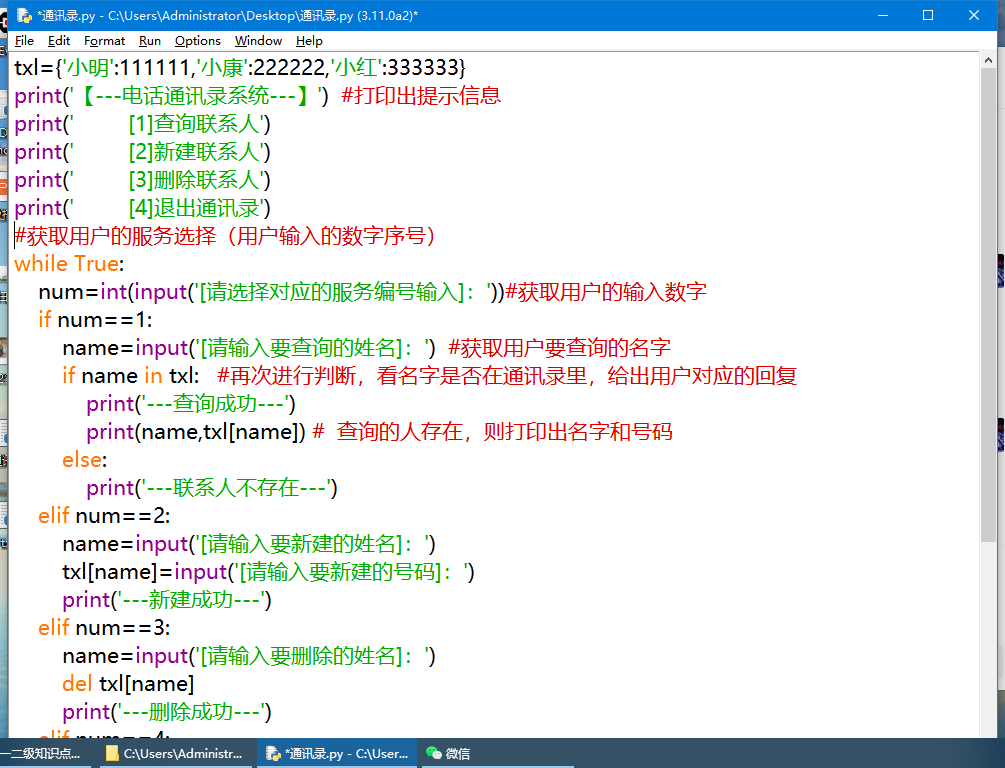 *通讯录.py - C:\Users\Administrator\Desktop\通讯录.py (3.11.0a2)*
File Edit Format Run Options Window Help
txl={'小明':111111,'小康':222222,'小红':333333}
print('【---电话通讯录系统---】')  #打印出提示信息
print('         [1]查询联系人')
print('         [2]新建联系人')
print('         [3]删除联系人')
print('         [4]退出通讯录')
#获取用户的服务选择（用户输入的数字序号）
while True:
    num=int(input('[请选择对应的服务编号输入]：'))#获取用户的输入数字
    if num==1:
        name=input('[请输入要查询的姓名]：')  #获取用户要查询的名字
        if name in txl:   #再次进行判断，看名字是否在通讯录里，给出用户对应的回复
            print('---查询成功---')
            print(name,txl[name]) #  查询的人存在，则打印出名字和号码
        else:
            print('---联系人不存在---')
    elif num==2:
        name=input('[请输入要新建的姓名]：')
        txl[name]=input('[请输入要新建的号码]：')
        print('---新建成功---')
    elif num==3:
        name=input('[请输入要删除的姓名]：')
        del txl[name]
        print('---删除成功---')
    elif num==4:
一二级知识点... C:\Users\Administr... *通讯录.py - C:\User... 微信